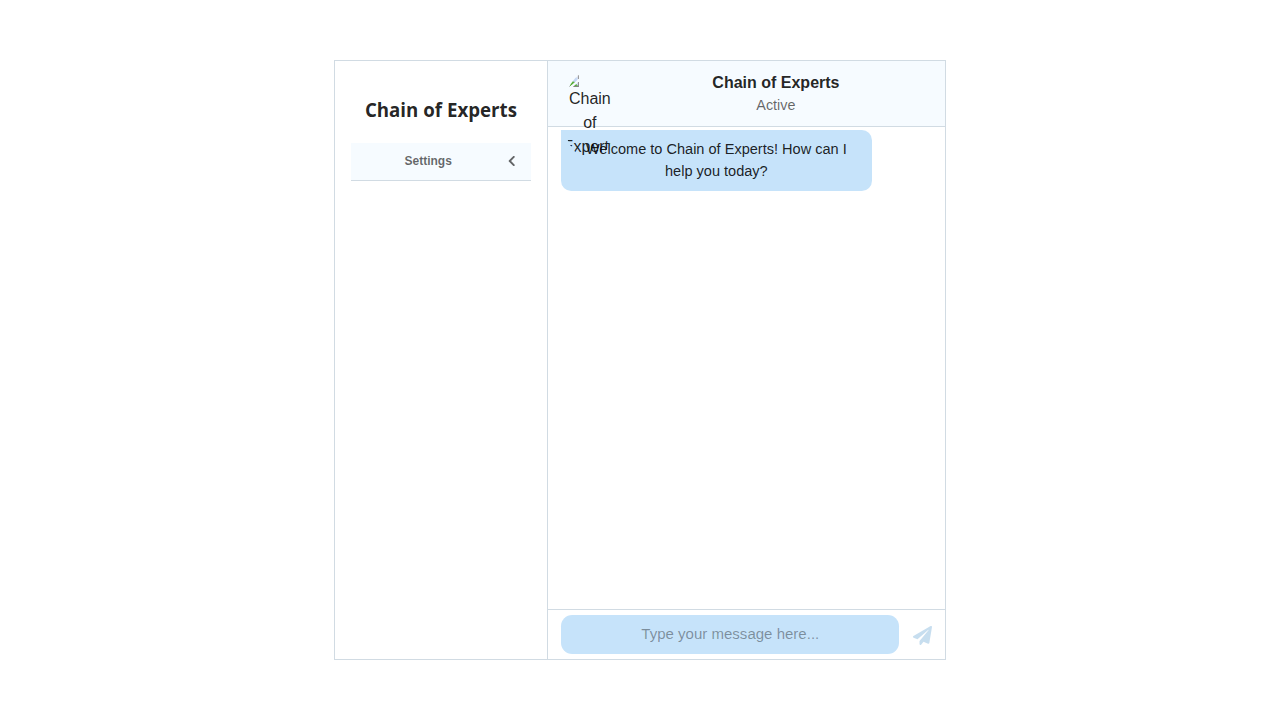 Chain of Experts
Settings
Chain
of
Expert
Chain of Experts
Active
Welcome to Chain of Experts! How can I
help you today?
Type your message here...